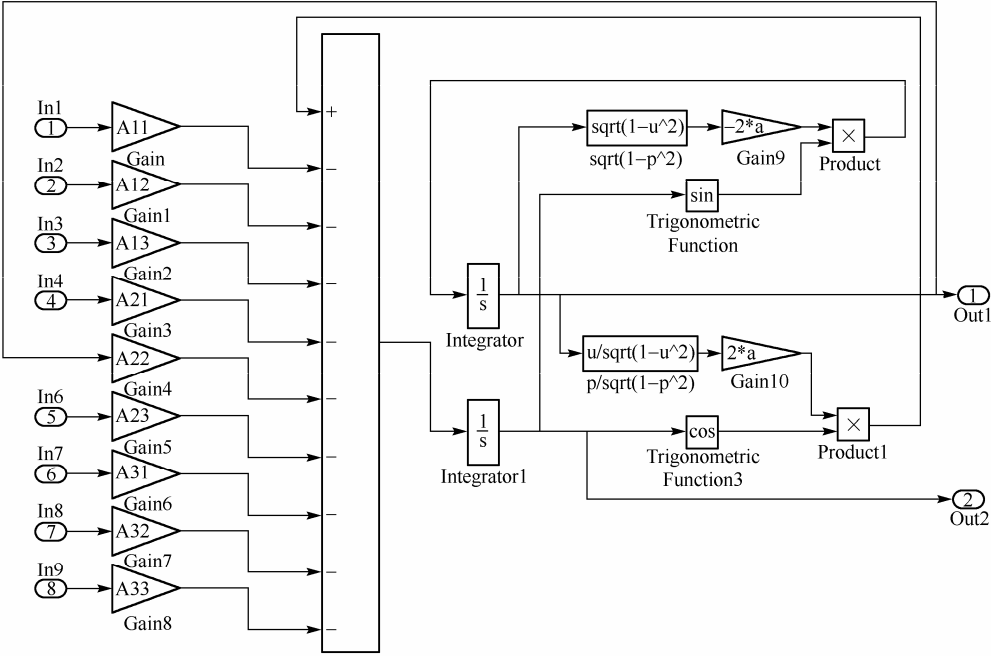 In1
1
A11
Gain
In2
2
A12
Gain1
In3
3
A13
Gain2
In4
4
A21
Gain3
A22
Gain4
In6
5
A23
Gain5
In7
6
A31
Gain6
In8
7
A32
Gain7
In9
8
A33
Gain8
+
−
−
−
−
−
−
−
−
−
1
s
Integrator
1
s
Integrator1
sqrt(1−u^2)
sqrt(1−p^2)
−2*a
Gain9
×
Product
sin
Trigonometric
Function
u/sqrt(1−u^2)
p/sqrt(1−p^2)
2*a
Gain10
cos
Trigonometric
Function3
×
Product1
1
Out1
2
Out2